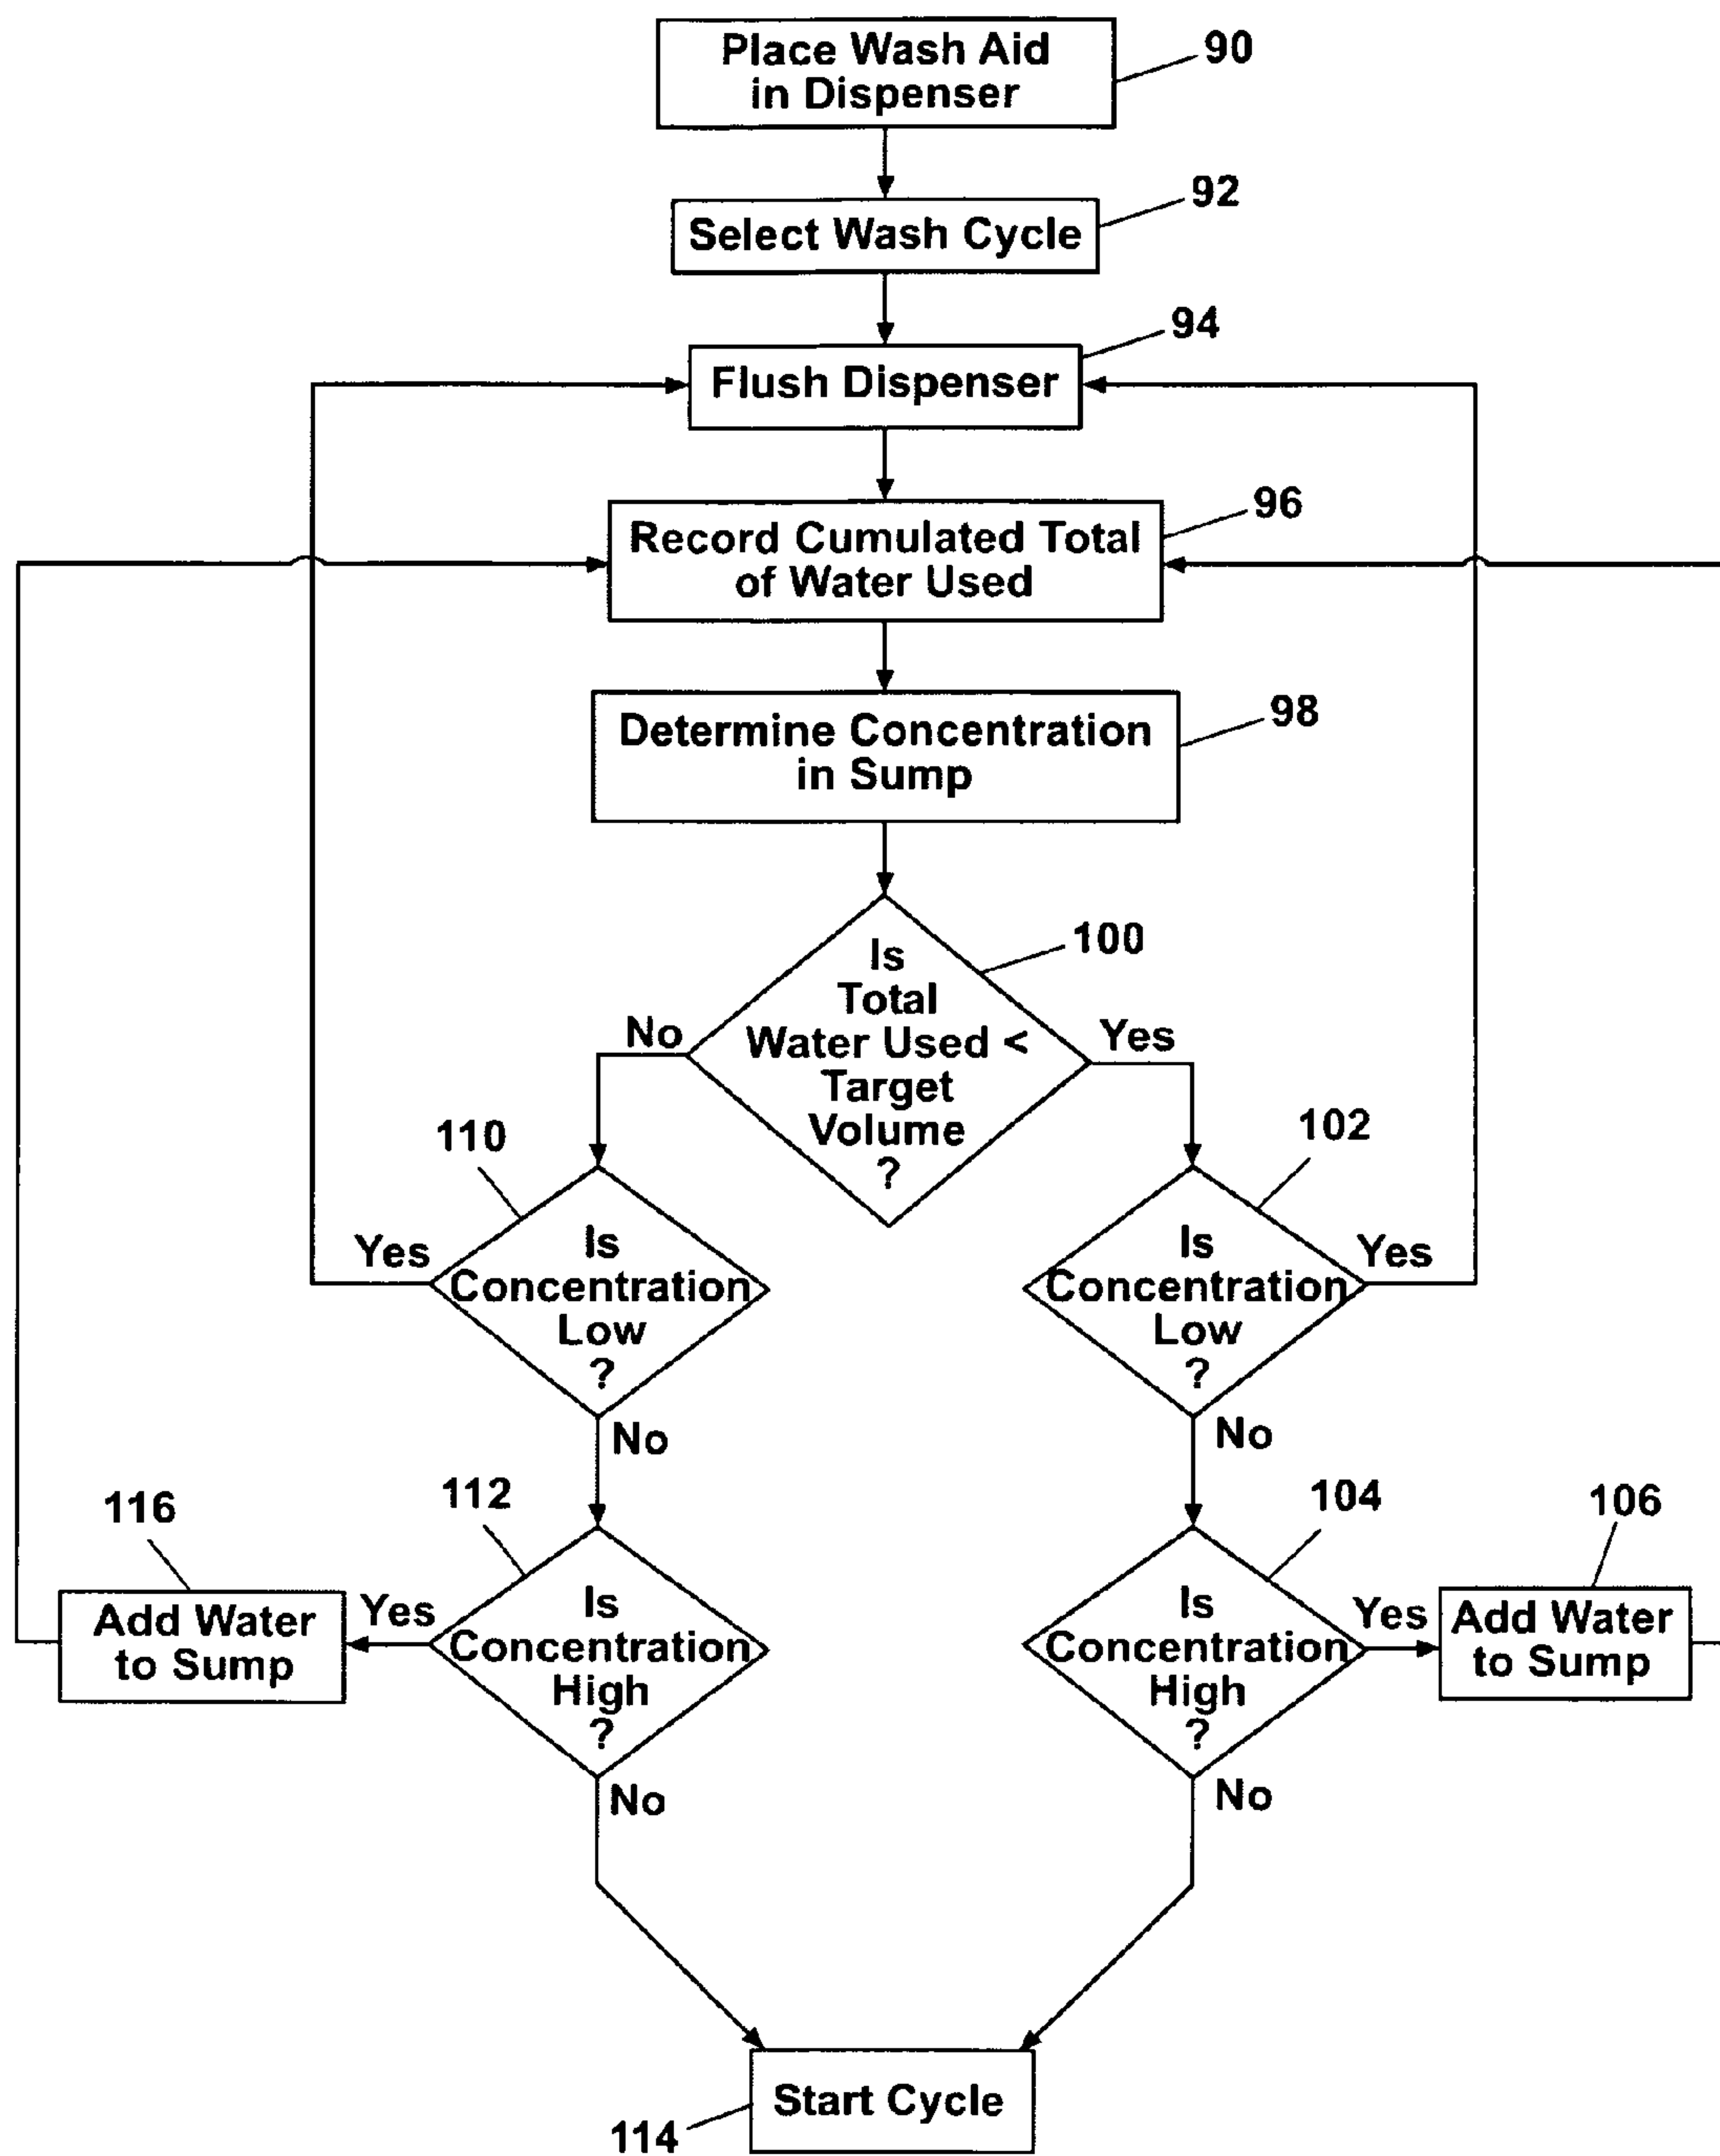 Place Wash Aid
in Dispenser
90
Select Wash Cycle
92
Flush Dispenser
94
Record Cumulated Total
of Water Used
96
Determine Concentration
in Sump
98
Is
Total
Water Used <
Target
Volume
?
100
No
Yes
110
102
Is
Concentration
Low
?
Yes
Is
Concentration
Low
?
Yes
No
No
116
112
104
106
Add Water
to Sump
Yes
Is
Concentration
High
?
Is
Concentration
High
?
Yes
Add Water
to Sump
No
No
Start Cycle
114